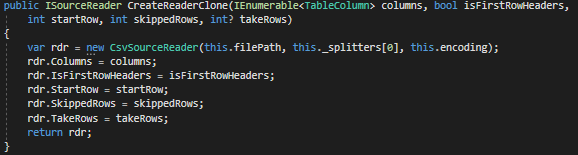 public ISourceReader CreateReaderClone(IEnumerable<TableColumn> columns, bool isFirstRowHeaders,
    int startRow, int skippedRows, int? takeRows)
{
    var rdr = new CsvSourceReader(this.filePath, this._splitters[0], this.encoding);
    rdr.Columns = columns;
    rdr.IsFirstRowHeaders = isFirstRowHeaders;
    rdr.StartRow = startRow;
    rdr.SkippedRows = skippedRows;
    rdr.TakeRows = takeRows;
    return rdr;
}